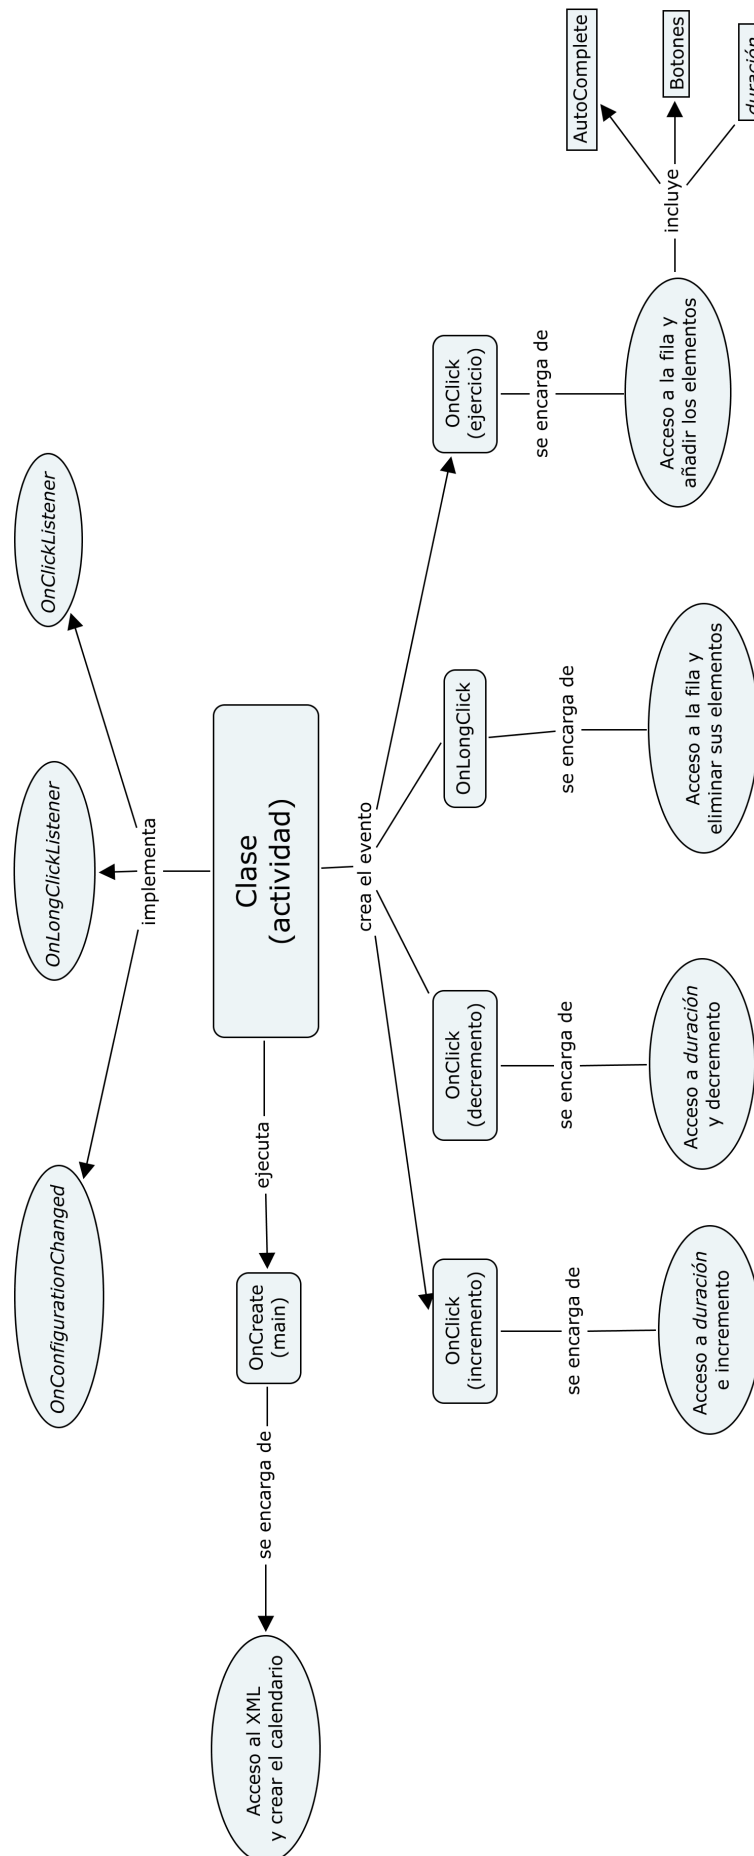 OnConfigurationChanged
OnLongClickListener
OnClickListener
implementa
Acceso al XML
y crear el calendario
se encarga de
OnCreate
(main)
ejecuta
Clase
(actividad)
crea el evento
OnClick
(incremento)
OnClick
(decremento)
OnLongClick
OnClick
(ejercicio)
se encarga de
se encarga de
se encarga de
se encarga de
Acceso a duración
e incremento
Acceso a duración
y decremento
Acceso a la fila y
eliminar sus elementos
Acceso a la fila y
añadir los elementos
incluye
AutoComplete
Botones
duración